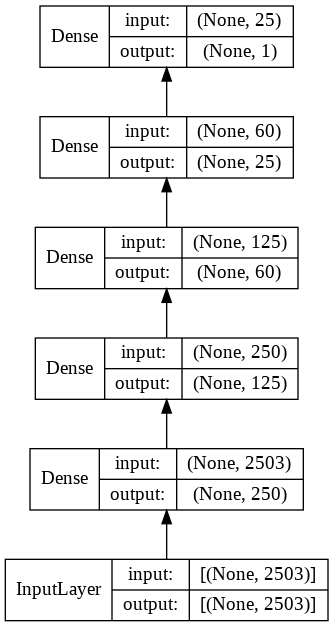 Dense
input: (None, 25)
output: (None, 1)
Dense
input: (None, 60)
output: (None, 25)
Dense
input: (None, 125)
output: (None, 60)
Dense
input: (None, 250)
output: (None, 125)
Dense
input: (None, 2503)
output: (None, 250)
InputLayer
input: [(None, 2503)]
output: [(None, 2503)]